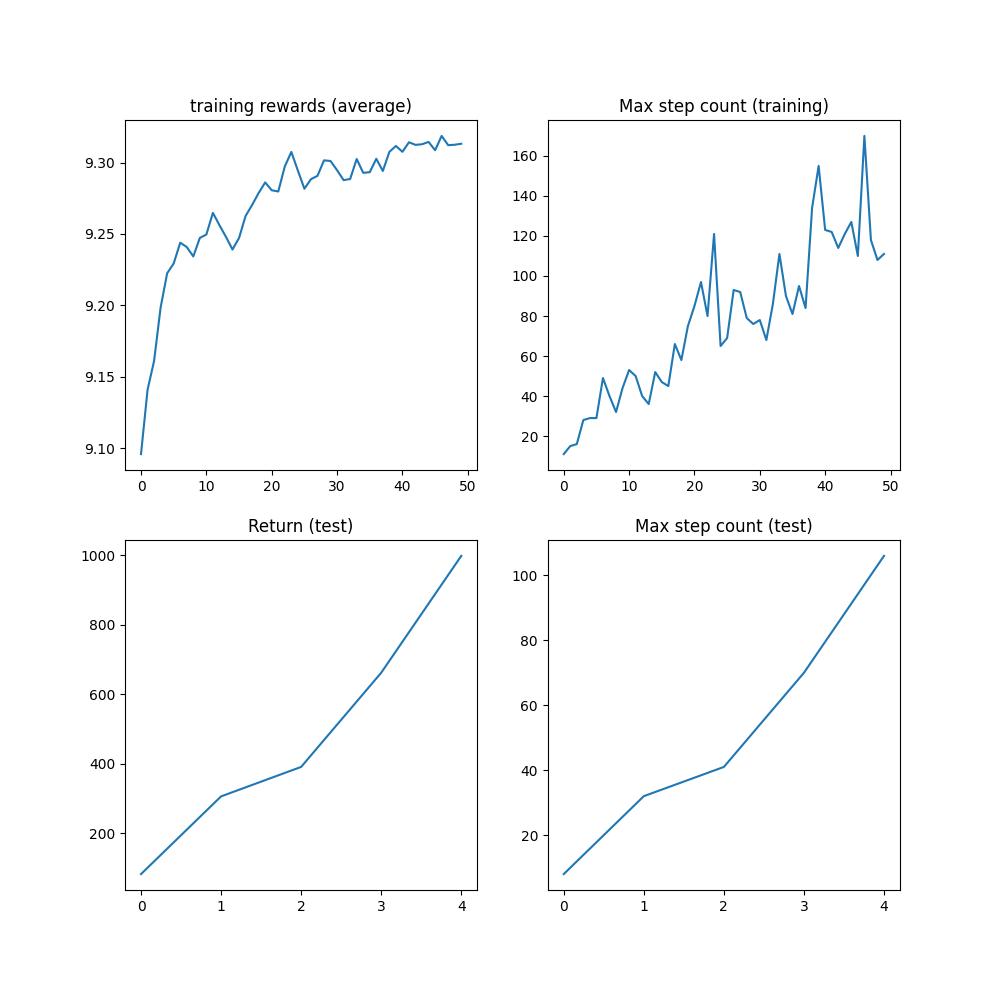 training rewards (average)
9.30
9.25
9.20
9.15
9.10
0 10 20 30 40 50
Max step count (training)
160
140
120
100
80
60
40
20
0 10 20 30 40 50
Return (test)
1000
800
600
400
200
0 1 2 3 4
Max step count (test)
100
80
60
40
20
0 1 2 3 4